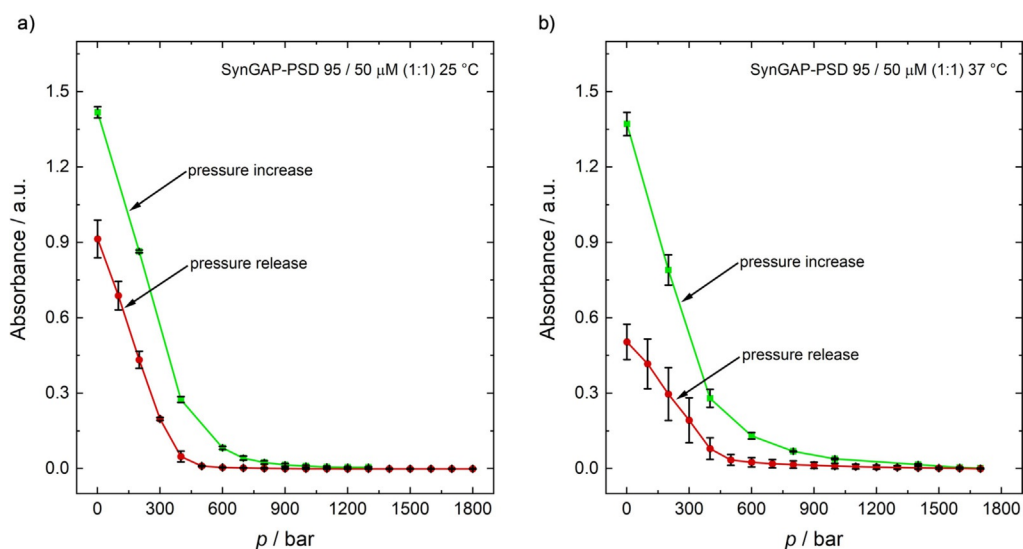 a)
SynGAP-PSD 95 / 50 μM (1:1) 25 °C
pressure increase
pressure release
Absorbance / a.u.
1.5
1.2
0.9
0.6
0.3
0.0
0 300 600 900 1200 1500 1800
p / bar
b)
SynGAP-PSD 95 / 50 μM (1:1) 37 °C
pressure increase
pressure release
Absorbance / a.u.
1.5
1.2
0.9
0.6
0.3
0.0
0 300 600 900 1200 1500 1800
p / bar